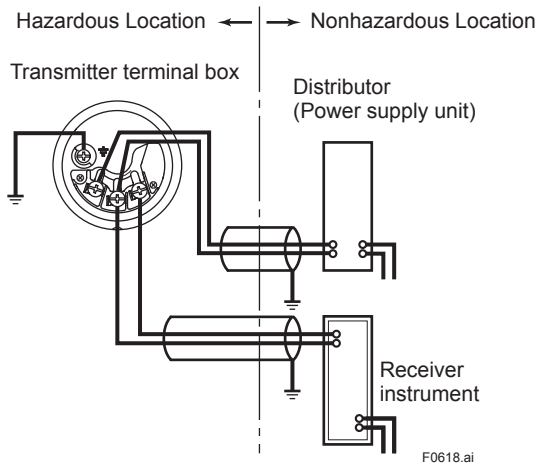 Hazardous Location
Nonhazardous Location
Transmitter terminal box
Distributor
(Power supply unit)
Receiver
instrument
F0618.ai